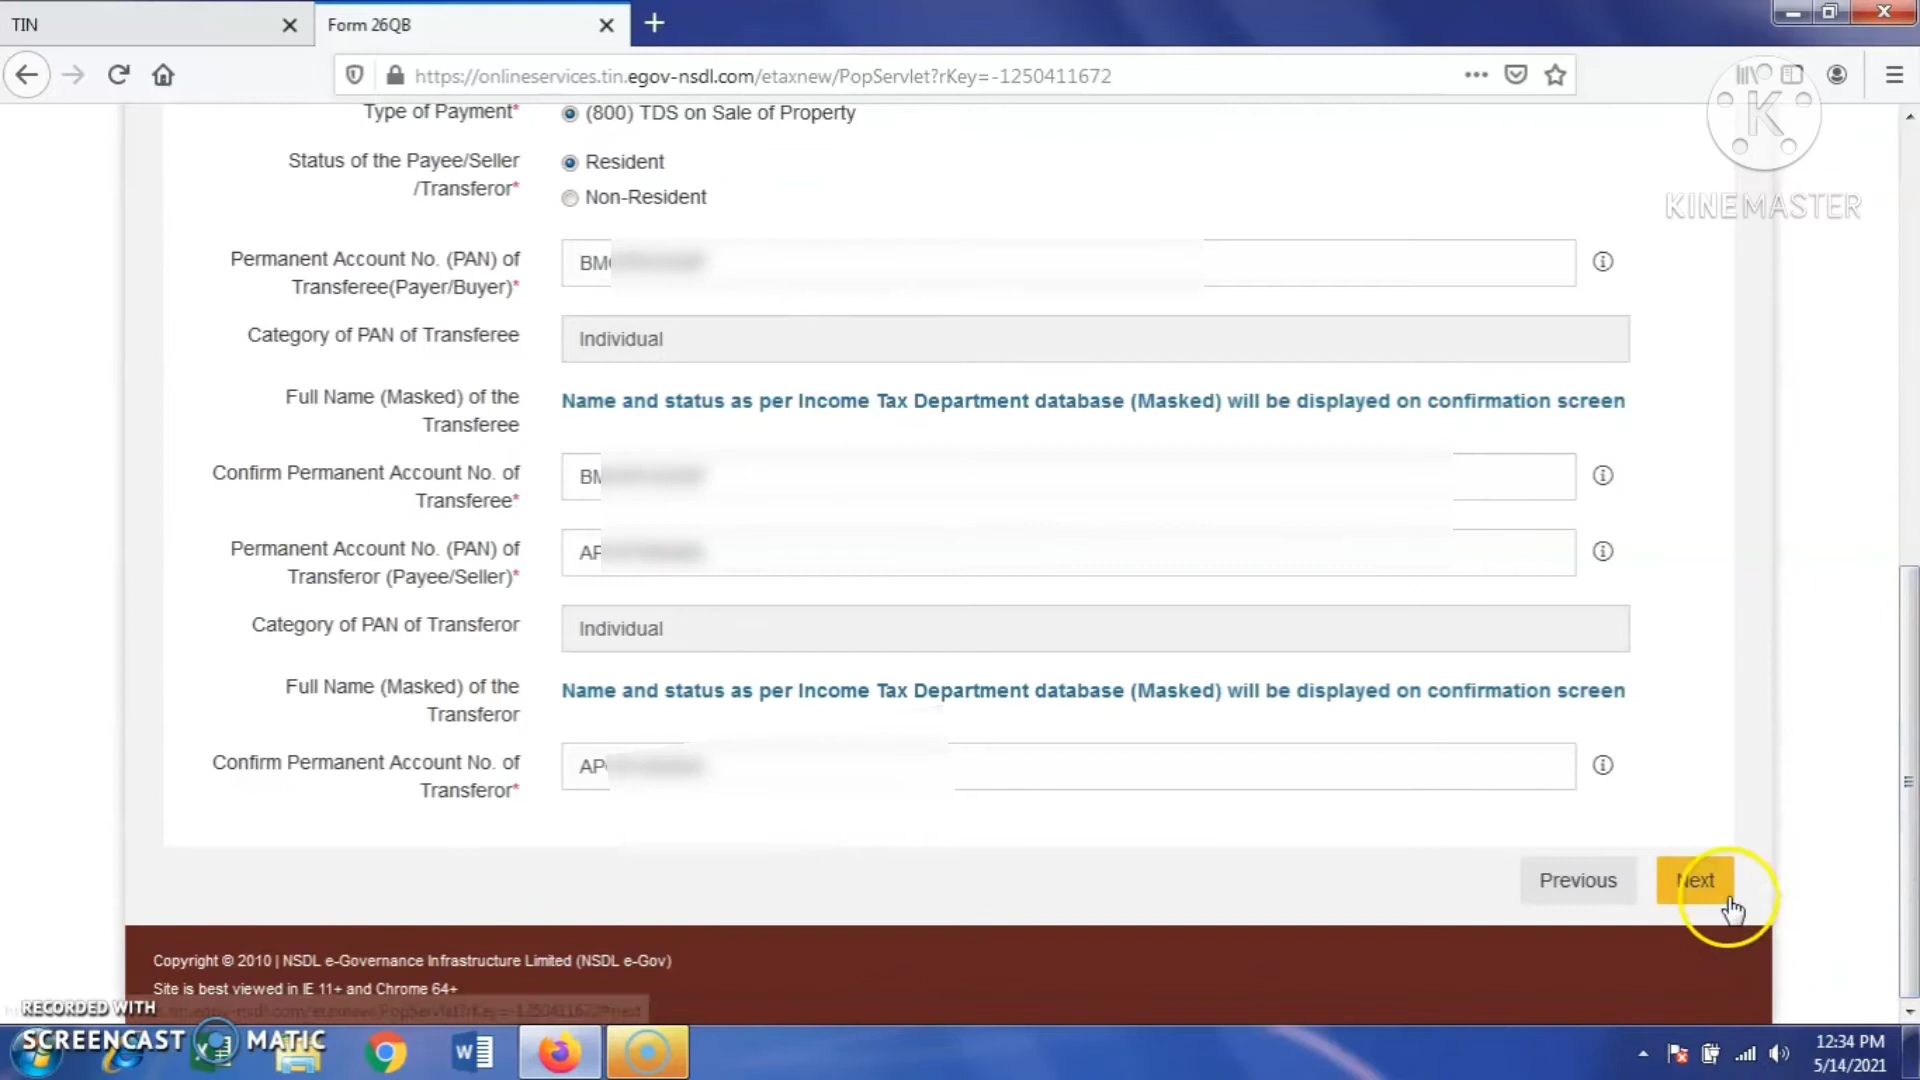 TIN
Form 26QB
https://onlineservices.tin.egov-nsdl.com/etaxnew/PopServlet?rKey=-1250411672
K
KINEMASTER
Type of Payment*
(800) TDS on Sale of Property
Status of the Payee/Seller
/Transferor*
Resident
Non-Resident
Permanent Account No. (PAN) of
Transferee(Payer/Buyer)*
BM
Category of PAN of Transferee
Individual
Full Name (Masked) of the
Transferee
Name and status as per Income Tax Department database (Masked) will be displayed on confirmation screen
Confirm Permanent Account No. of
Transferee*
BM
Permanent Account No. (PAN) of
Transferor (Payee/Seller)*
AP
Category of PAN of Transferor
Individual
Full Name (Masked) of the
Transferor
Name and status as per Income Tax Department database (Masked) will be displayed on confirmation screen
Confirm Permanent Account No. of
Transferor*
AP
Previous
Next
Copyright © 2010 | NSDL e-Governance Infrastructure Limited (NSDL e-Gov)
Site is best viewed in IE 11+ and Chrome 64+
RECORDED WITH
SCREENCAST MATIC
12:34 PM
5/14/2021